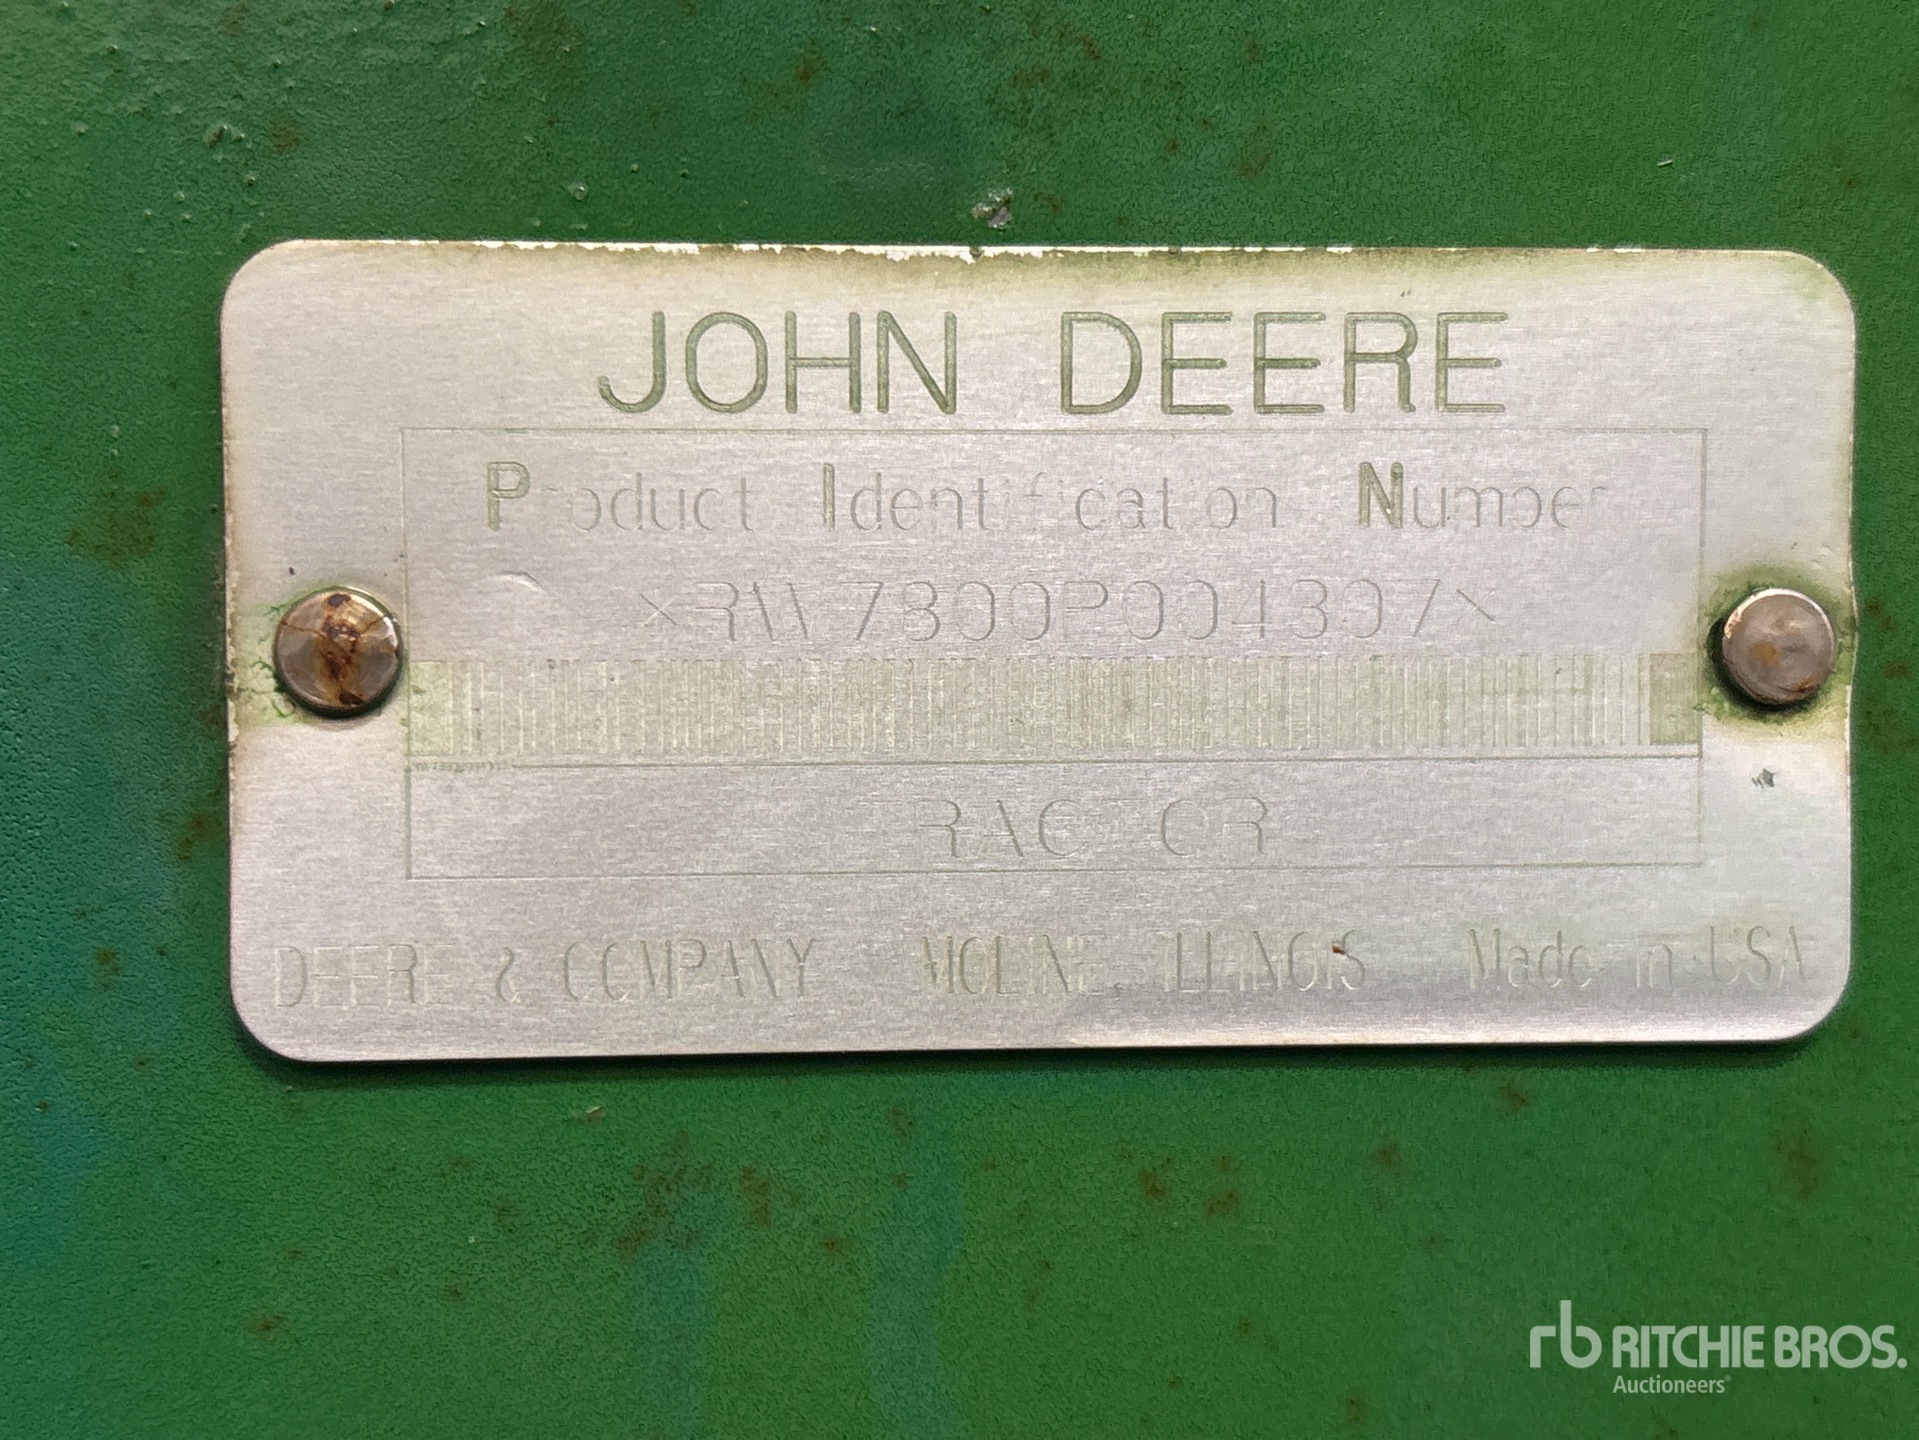 JOHN DEERE
Product Identification Number
*RW7800P004307*
TRACTOR
DEERE & COMPANY MOLINE, ILLINOIS Made in USA
rb RITCHIE BROS.
Auctioneers®